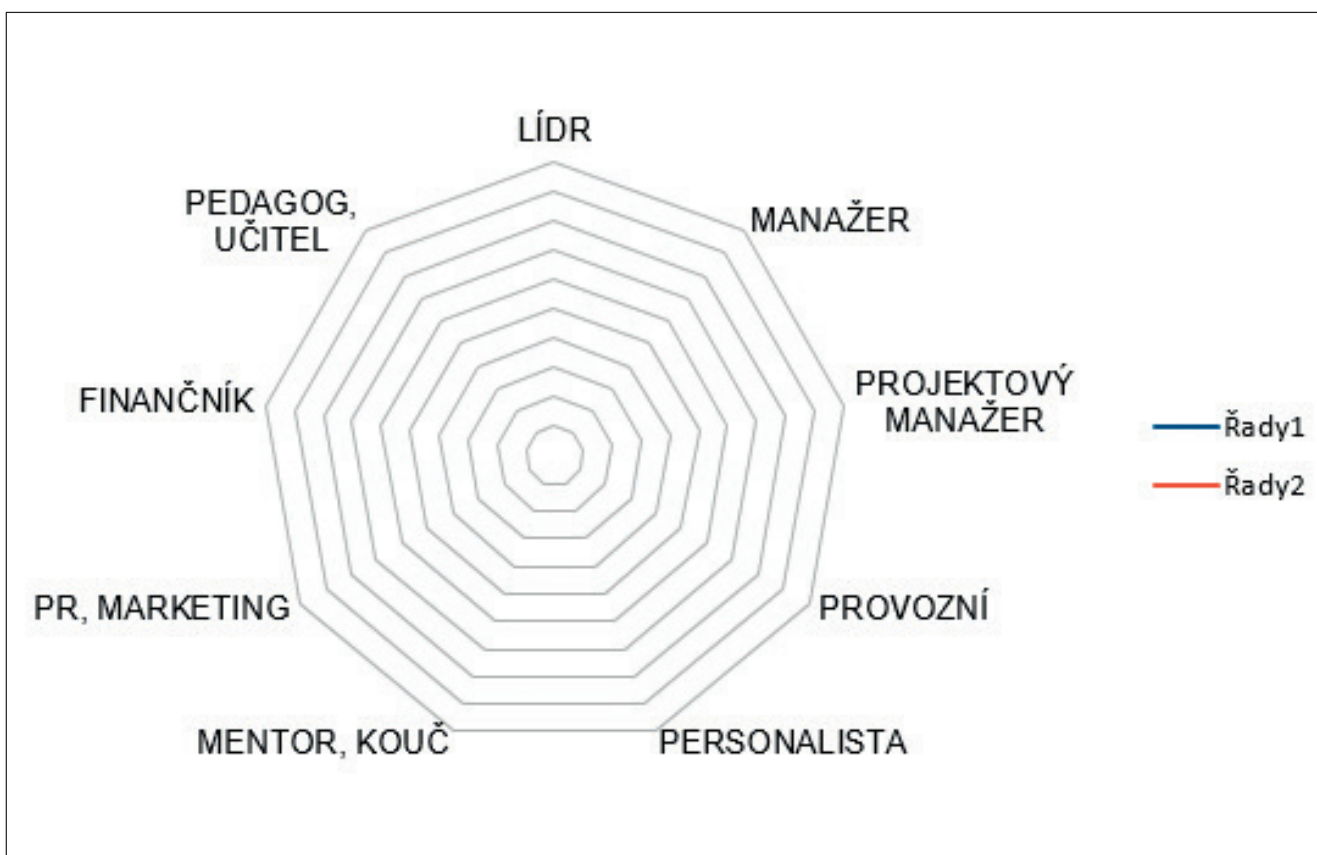 LÍDR
MANAŽER
PROJEKTOVÝ
MANAŽER
PROVOZNÍ
PERSONALISTA
MENTOR, KOUČ
PR, MARKETING
FINANČNÍK
PEDAGOG,
UČITEL
Řady1
Řady2